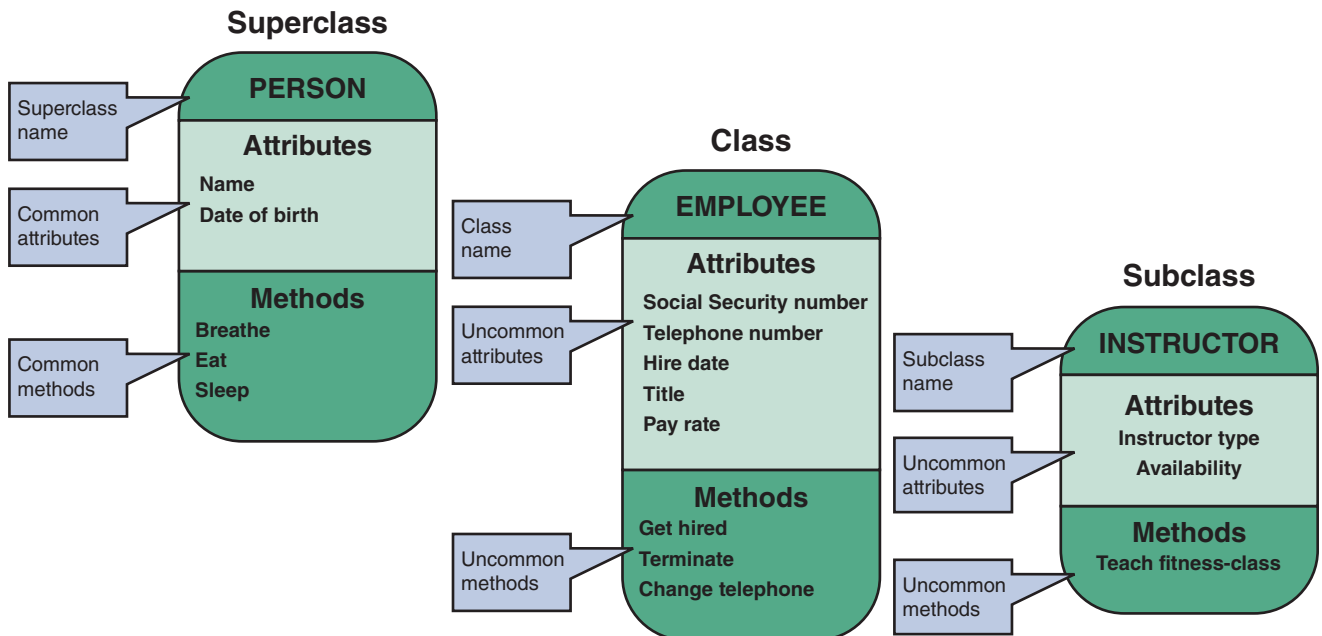 Superclass
PERSON
Superclass
name
Attributes
Name
Date of birth
Common
attributes
Methods
Breathe
Eat
Sleep
Common
methods
Class
EMPLOYEE
Class
name
Attributes
Social Security number
Telephone number
Hire date
Title
Pay rate
Uncommon
attributes
Methods
Get hired
Terminate
Change telephone
Uncommon
methods
Subclass
INSTRUCTOR
Subclass
name
Attributes
Instructor type
Availability
Uncommon
attributes
Methods
Teach fitness-class
Uncommon
methods